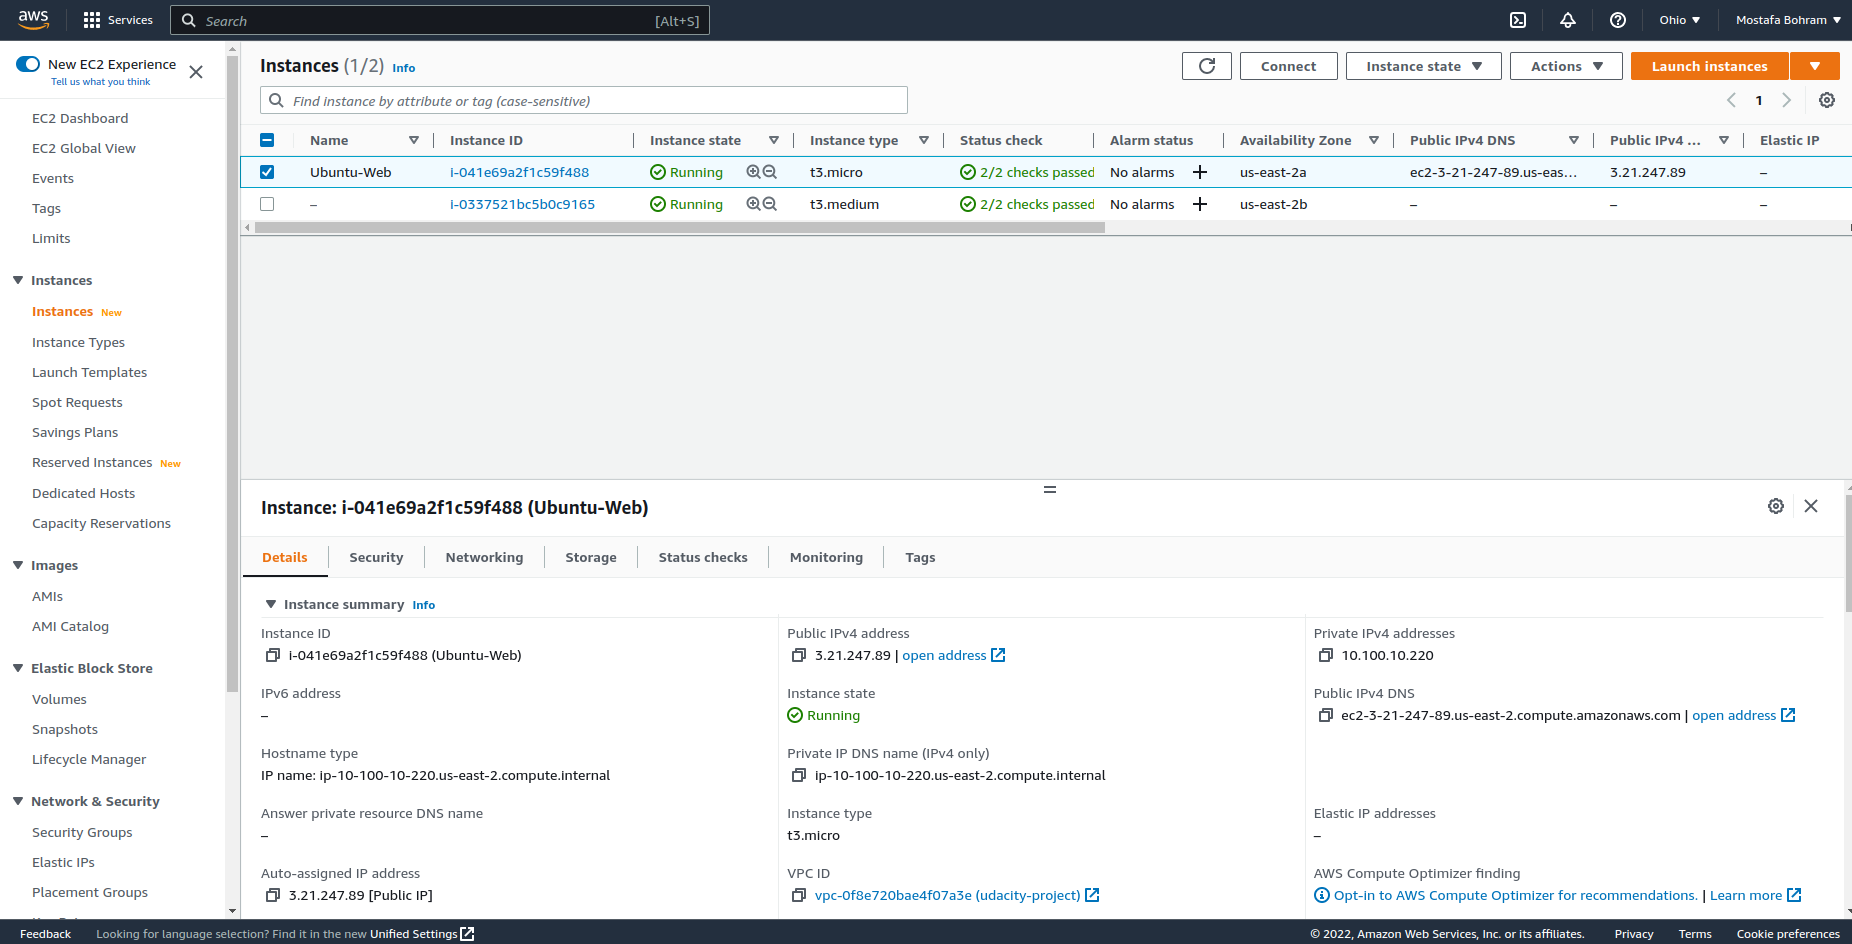 aws Services Search [Alt+S] Ohio Mostafa Bohram
New EC2 Experience
Tell us what you think
EC2 Dashboard
EC2 Global View
Events
Tags
Limits
Instances
Instances New
Instance Types
Launch Templates
Spot Requests
Savings Plans
Reserved Instances New
Dedicated Hosts
Capacity Reservations
Images
AMIs
AMI Catalog
Elastic Block Store
Volumes
Snapshots
Lifecycle Manager
Network & Security
Security Groups
Elastic IPs
Placement Groups
Instances (1/2) Info Connect Instance state Actions Launch instances
Find instance by attribute or tag (case-sensitive) 1
Name Instance ID Instance state Instance type Status check Alarm status Availability Zone Public IPv4 DNS Public IPv4 ... Elastic IP
Ubuntu-Web i-041e69a2f1c59f488 Running t3.micro 2/2 checks passed No alarms + us-east-2a ec2-3-21-247-89.us-eas... 3.21.247.89 –
– i-0337521bc5b0c9165 Running t3.medium 2/2 checks passed No alarms + us-east-2b – – –
Instance: i-041e69a2f1c59f488 (Ubuntu-Web)
Details Security Networking Storage Status checks Monitoring Tags
Instance summary Info
Instance ID Public IPv4 address Private IPv4 addresses
i-041e69a2f1c59f488 (Ubuntu-Web) 3.21.247.89 | open address 10.100.10.220
IPv6 address Instance state Public IPv4 DNS
– Running ec2-3-21-247-89.us-east-2.compute.amazonaws.com | open address
Hostname type Private IP DNS name (IPv4 only)
IP name: ip-10-100-10-220.us-east-2.compute.internal ip-10-100-10-220.us-east-2.compute.internal
Answer private resource DNS name Instance type Elastic IP addresses
– t3.micro –
Auto-assigned IP address VPC ID AWS Compute Optimizer finding
3.21.247.89 [Public IP] vpc-0f8e720bae4f07a3e (udacity-project) Opt-in to AWS Compute Optimizer for recommendations. | Learn more
Feedback Looking for language selection? Find it in the new Unified Settings © 2022, Amazon Web Services, Inc. or its affiliates. Privacy Terms Cookie preferences